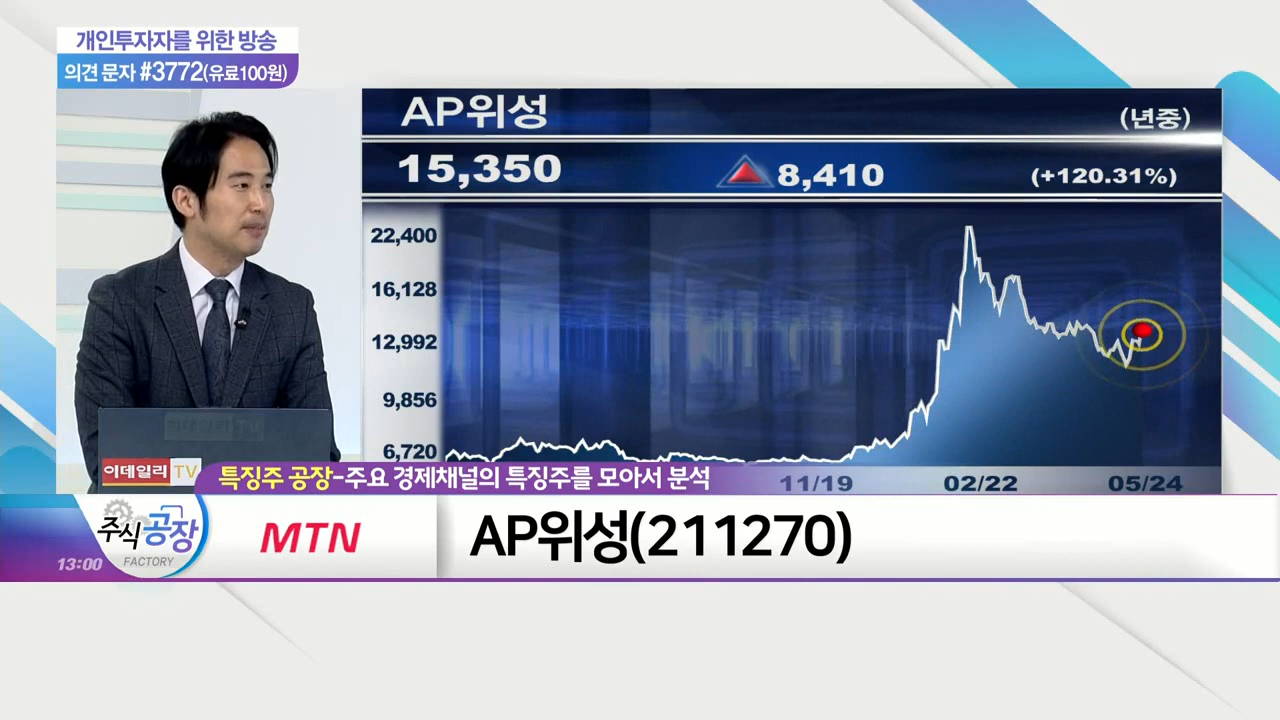 개인투자자를 위한 방송
의견 문자 #3772(유료100원)
AP위성
(년중)
15,350
8,410
(+120.31%)
22,400
16,128
12,992
9,856
6,720
11/19
02/22
05/24
이데일리 TV
특징주 공장-주요 경제채널의 특징주를 모아서 분석
주식공장
FACTORY
13:00
MTN
AP위성(211270)